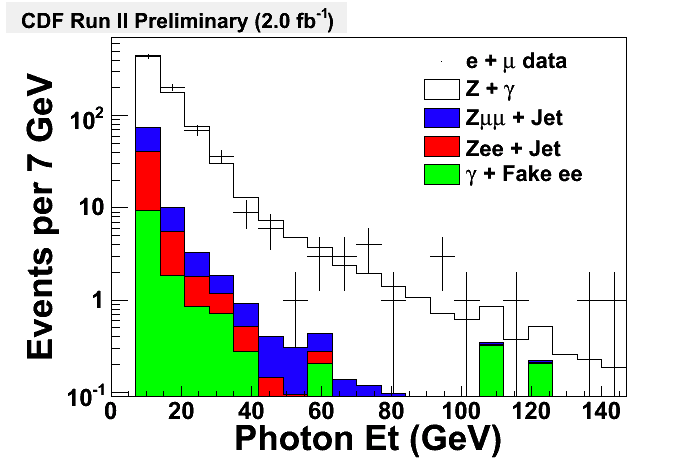 CDF Run II Preliminary (2.0 fb⁻¹)
Events per 7 GeV
10²
10
1
10⁻¹
e + μ data
Z + γ
Zμμ + Jet
Zee + Jet
γ + Fake ee
0 20 40 60 80 100 120 140
Photon Et (GeV)